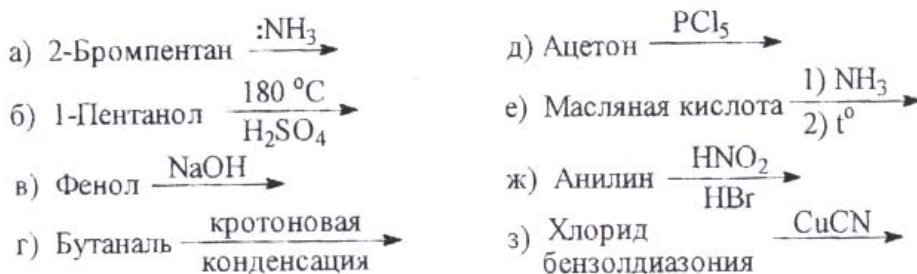 а) 2-Бромпентан :NH₃
б) 1-Пентанол 180 °C
H₂SO₄
в) Фенол NaOH
г) Бутаналь кротоновая
конденсация
д) Ацетон PCl₅
е) Масляная кислота 1) NH₃
2) t°
ж) Анилин HNO₂
HBr
з) Хлорид CuCN
бензолдиазония